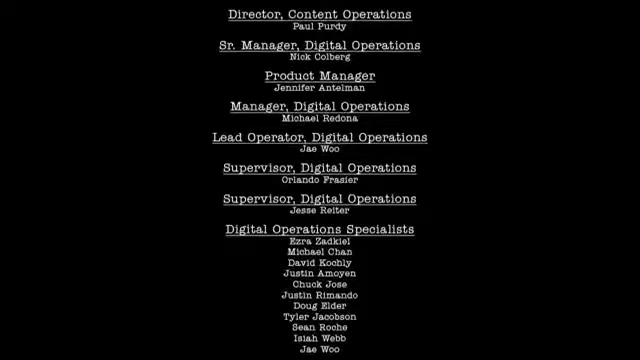 Director, Content Operations
Paul Purdy
Sr. Manager, Digital Operations
Nick Colberg
Product Manager
Jennifer Antelman
Manager, Digital Operations
Michael Redona
Lead Operator, Digital Operations
Jae Woo
Supervisor, Digital Operations
Orlando Frasier
Supervisor, Digital Operations
Jesse Reiter
Digital Operations Specialists
Ezra Zadkiel
Michael Chan
David Kochly
Justin Amoyen
Chuck Jose
Justin Rimando
Doug Elder
Tyler Jacobson
Sean Roche
Isiah Webb
Jae Woo